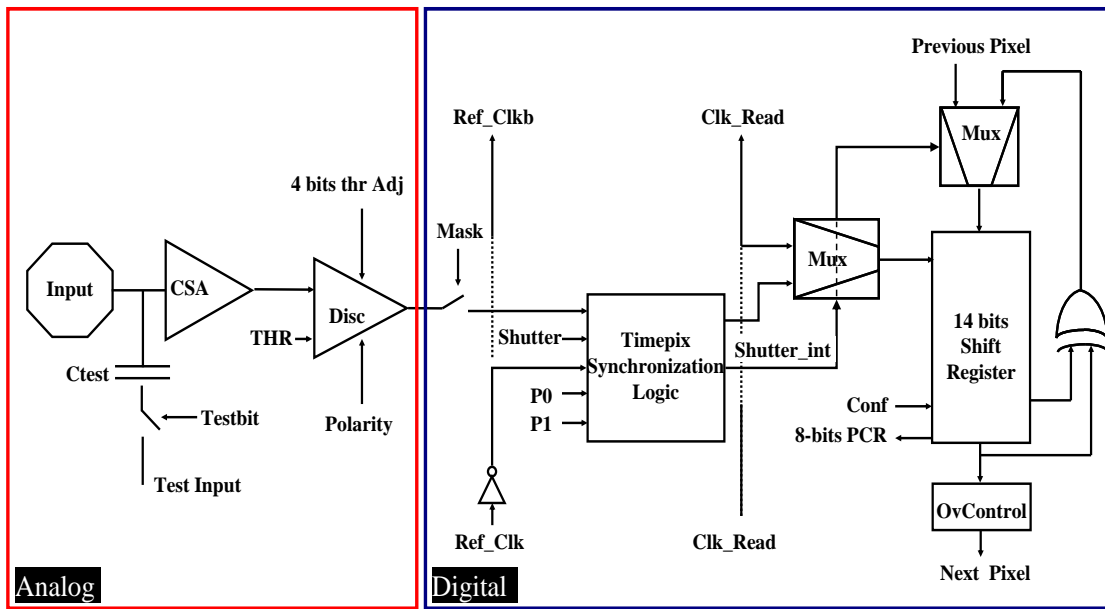 Previous Pixel
Ref_Clkb
Clk_Read
Mux
4 bits thr Adj
Mask
Input
CSA
Disc
Mux
THR
Shutter
Timepix
Synchronization
Logic
Shutter_int
14 bits
Shift
Register
Ctest
P0
P1
Conf
8-bits PCR
Testbit
Polarity
Test Input
OvControl
Ref_Clk
Clk_Read
Next Pixel
Analog
Digital